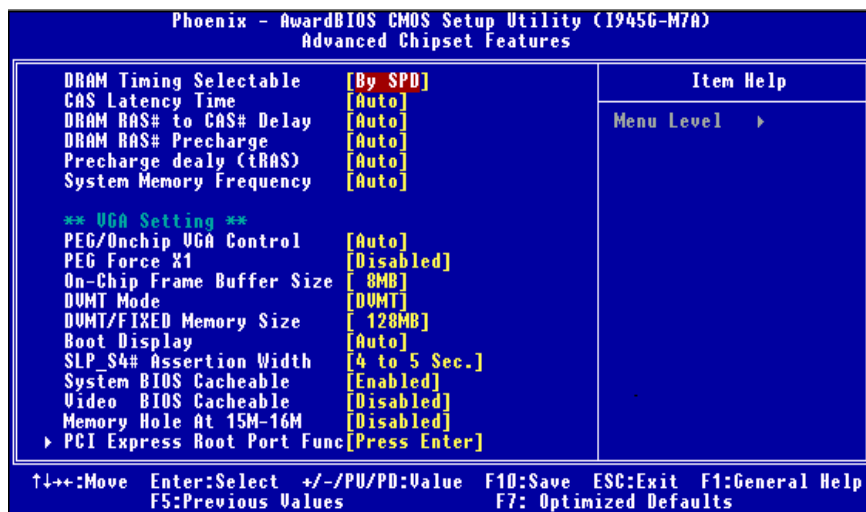 Phoenix - AwardBIOS CMOS Setup Utility (I945G-M7A)
Advanced Chipset Features
DRAM Timing Selectable [By SPD]
CAS Latency Time [Auto]
DRAM RAS# to CAS# Delay [Auto]
DRAM RAS# Precharge [Auto]
Precharge dealy (tRAS) [Auto]
System Memory Frequency [Auto]
** VGA Setting **
PEG/Onchip VGA Control [Auto]
PEG Force X1 [Disabled]
On-Chip Frame Buffer Size [ 8MB]
DVMT Mode [DVMT]
DVMT/FIXED Memory Size [ 128MB]
Boot Display [Auto]
SLP_S4# Assertion Width [4 to 5 Sec.]
System BIOS Cacheable [Enabled]
Video BIOS Cacheable [Disabled]
Memory Hole At 15M-16M [Disabled]
▸ PCI Express Root Port Func[Press Enter]
Item Help
Menu Level ▸
↑↓→←:Move Enter:Select +/-/PU/PD:Value F10:Save ESC:Exit F1:General Help
F5:Previous Values F7: Optimized Defaults